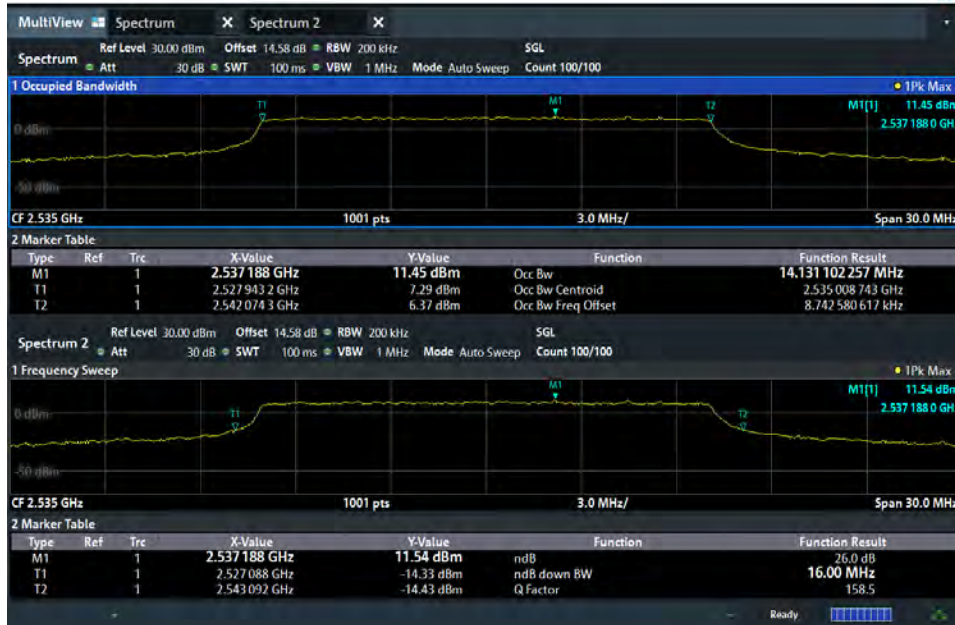 MultiView Spectrum X Spectrum 2 X
Ref Level 30.00 dBm Offset 14.58 dB RBW 200 kHz SGL
Spectrum Att 30 dB SWT 100 ms VBW 1 MHz Mode Auto Sweep Count 100/100
1 Occupied Bandwidth 1Pk Max
T1 M1 T2 M1[1] 11.45 dBm
0 dBm 2.537 188 0 GH
-50 dBm
CF 2.535 GHz 1001 pts 3.0 MHz/ Span 30.0 MHz
2 Marker Table
Type Ref Trc X-Value Y-Value Function Function Result
M1 1 2.537 188 GHz 11.45 dBm Occ Bw 14.131 102 257 MHz
T1 1 2.527 943 2 GHz 7.29 dBm Occ Bw Centroid 2.535 008 743 GHz
T2 1 2.542 074 3 GHz 6.37 dBm Occ Bw Freq Offset 8.742 580 617 kHz
Ref Level 30.00 dBm Offset 14.58 dB RBW 200 kHz SGL
Spectrum 2 Att 30 dB SWT 100 ms VBW 1 MHz Mode Auto Sweep Count 100/100
1 Frequency Sweep 1Pk Max
M1 M1[1] 11.54 dBm
0 dBm T1 T2 2.537 188 0 GH
-50 dBm
CF 2.535 GHz 1001 pts 3.0 MHz/ Span 30.0 MHz
2 Marker Table
Type Ref Trc X-Value Y-Value Function Function Result
M1 1 2.537 188 GHz 11.54 dBm ndB 26.0 dB
T1 1 2.527 088 GHz -14.33 dBm ndB down BW 16.00 MHz
T2 1 2.543 092 GHz -14.43 dBm Q Factor 158.5
Ready